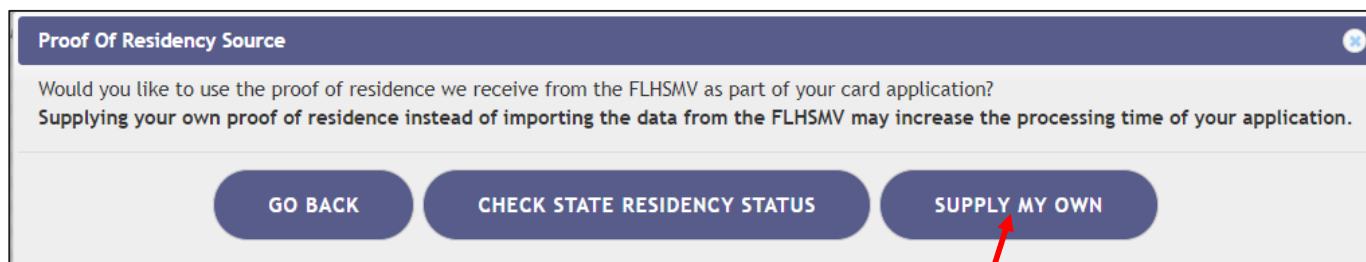 Proof Of Residency Source
Would you like to use the proof of residence we receive from the FLHSMV as part of your card application?
Supplying your own proof of residence instead of importing the data from the FLHSMV may increase the processing time of your application.
GO BACK
CHECK STATE RESIDENCY STATUS
SUPPLY MY OWN